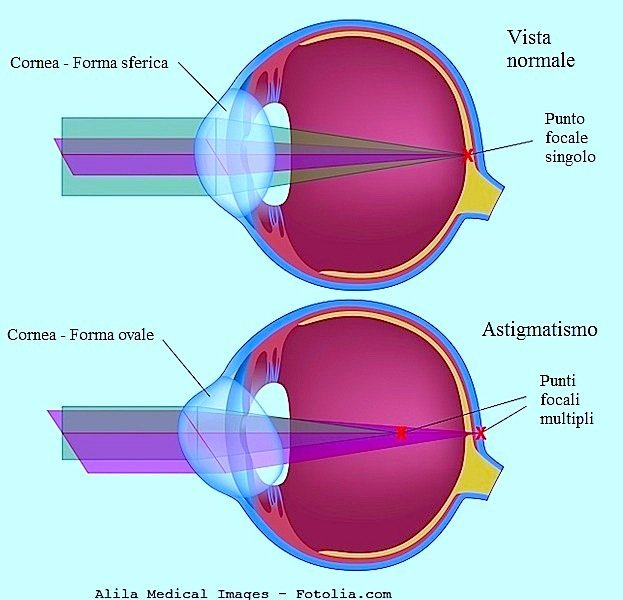 Vista
normale
Cornea - Forma sferica
Punto
focale
singolo
Astigmatismo
Cornea - Forma ovale
Punti
focali
multipli
Alila Medical Images – Fotolia.com